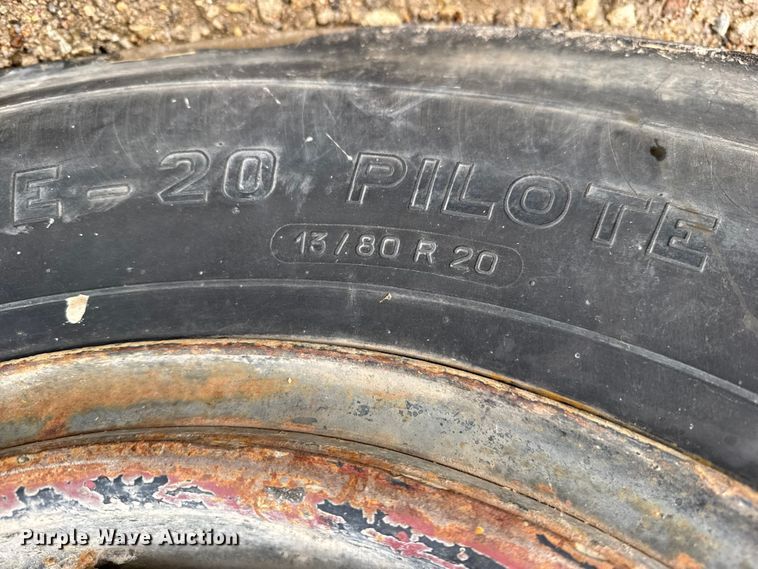 E-20 PILOTE
13/80 R 20
Purple Wave Auction